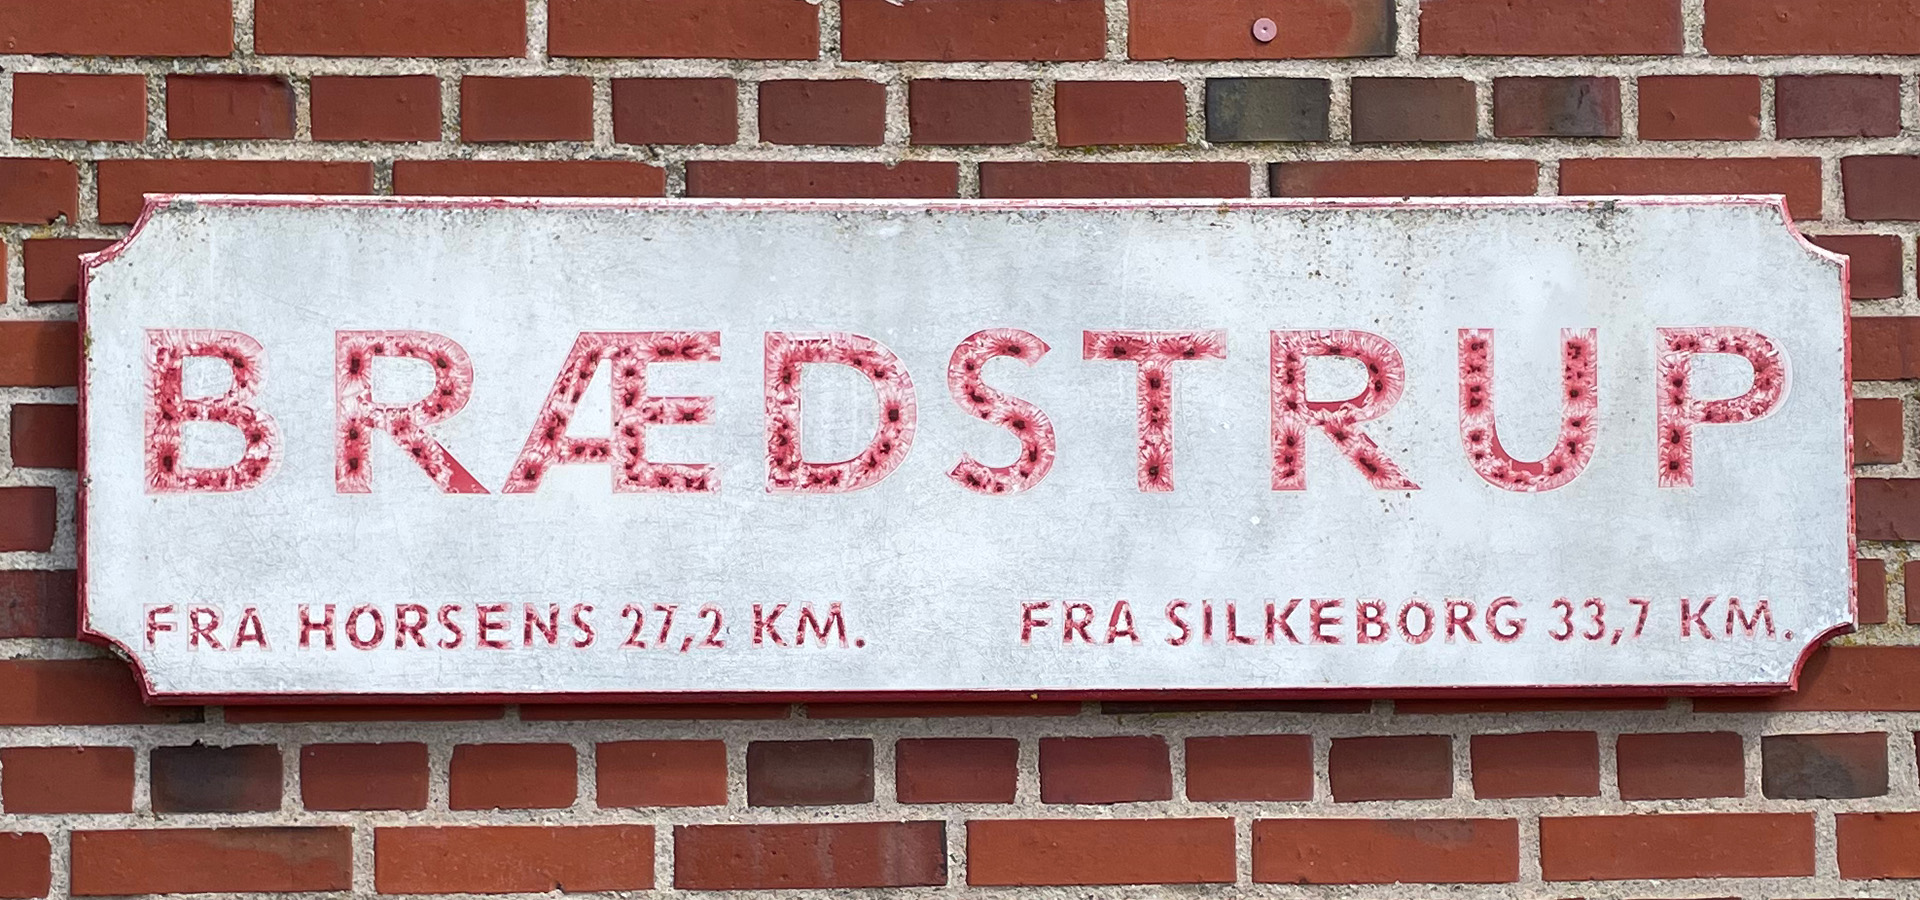 BRÆDSTRUP
FRA HORSENS 27,2 KM. FRA SILKEBORG 33,7 KM.